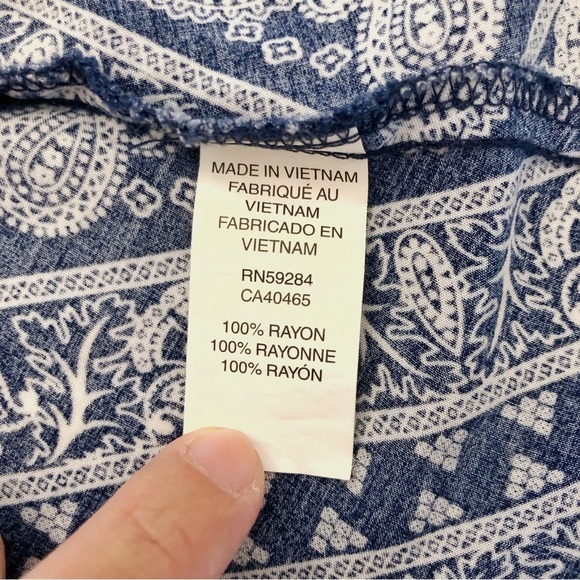 MADE IN VIETNAM
FABRIQUÉ AU
VIETNAM
FABRICADO EN
VIETNAM
RN59284
CA40465
100% RAYON
100% RAYONNE
100% RAYÓN